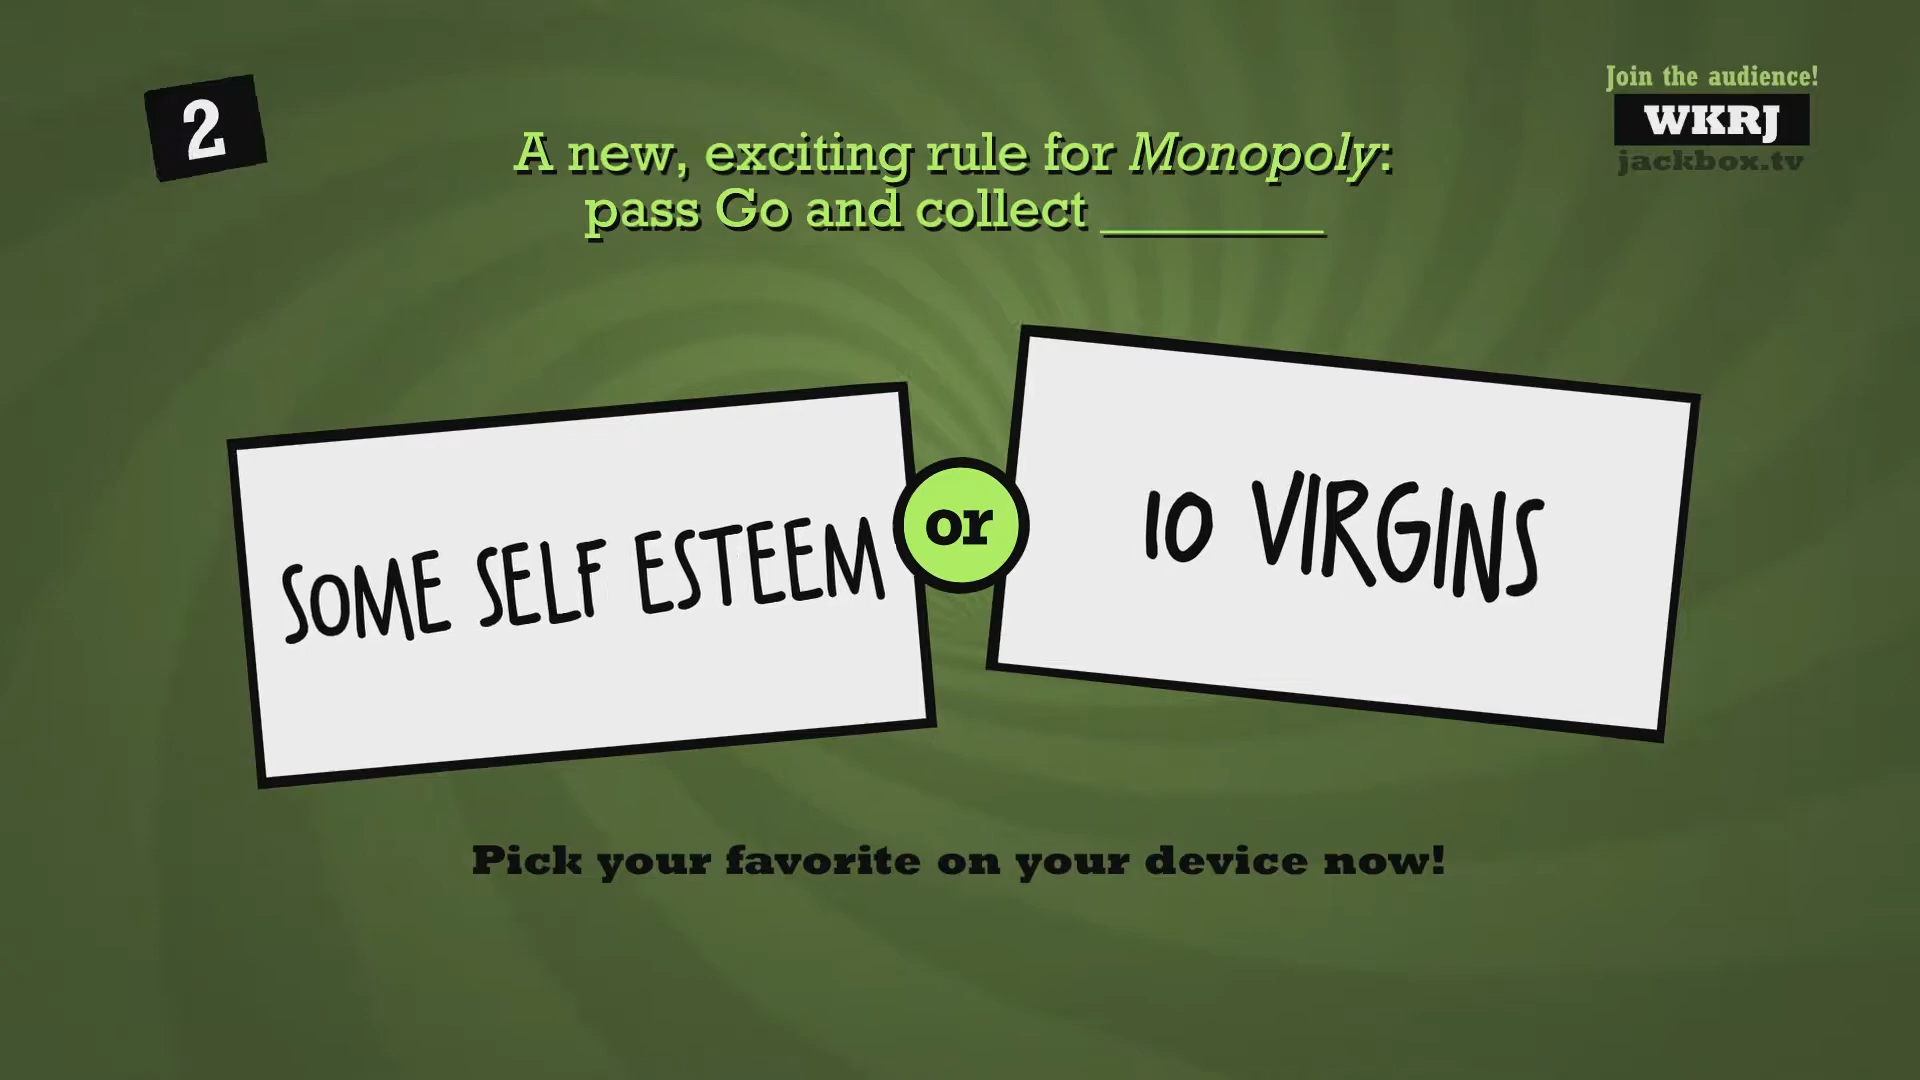 2
Join the audience!
WKRJ
jackbox.tv
A new, exciting rule for Monopoly:
pass Go and collect ________
SOME SELF ESTEEM
or
10 VIRGINS
Pick your favorite on your device now!